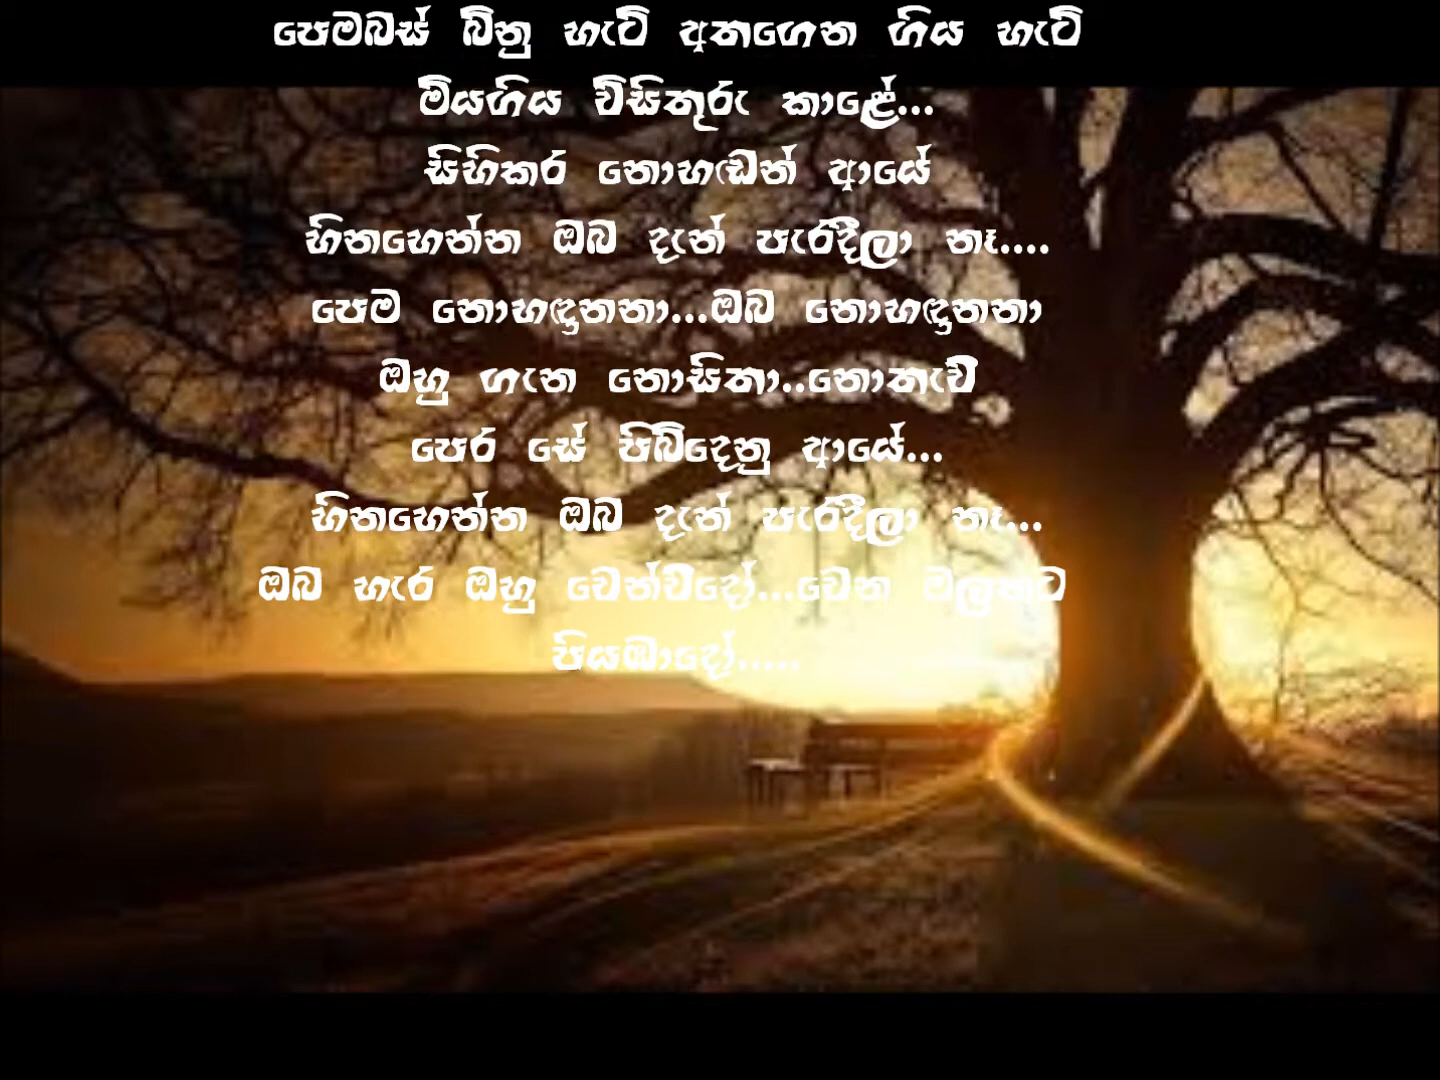 පෙමබස් බිනු හැටි අතගෙන ගිය හැටි
මියගිය විසිතුරු කාළේ...
සිහිකර නොහඬන් ආයේ
හිනහෙන්න ඔබ දැන් පැරදීලා නෑ....
පෙම නොහඳුනනා...ඔබ නොහඳුනනා
ඔහු ගැන නොසිතා..නොතැවී
පෙර සේ පිබිදෙනු ආයේ...
හිනහෙන්න ඔබ දැන් පැරදීලා නෑ...
ඔබ හැර ඔහු වෙන්වීදෝ...වෙන මලකට
පියඹාදෝ.....